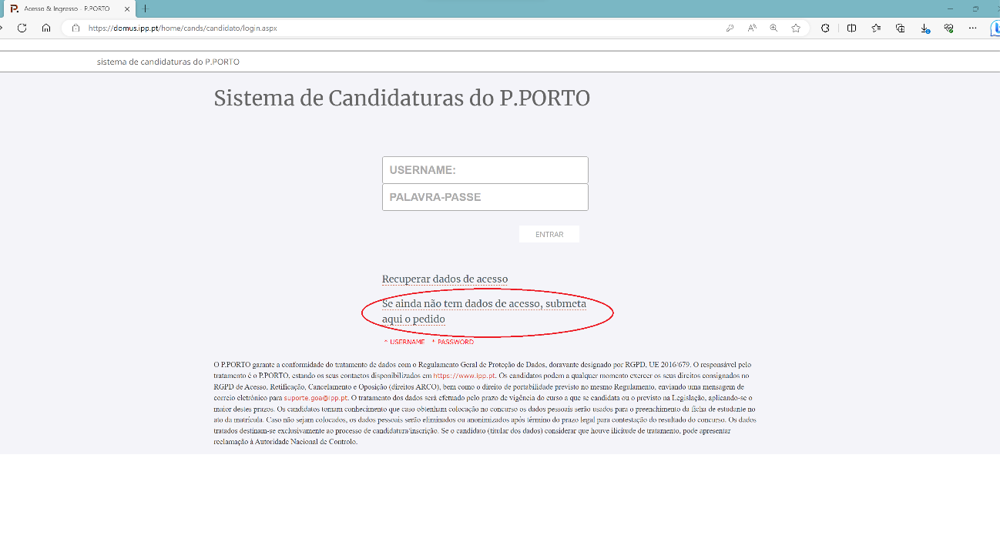 Acesso & Ingresso - P.PORTO
https://domus.ipp.pt/home/cands/candidato/login.aspx
sistema de candidaturas do P.PORTO
Sistema de Candidaturas do P.PORTO
USERNAME:
PALAVRA-PASSE
ENTRAR
Recuperar dados de acesso
Se ainda não tem dados de acesso, submeta
aqui o pedido
* USERNAME * PASSWORD
O P.PORTO garante a conformidade do tratamento de dados com o Regulamento Geral de Proteção de Dados, doravante designado por RGPD, UE 2016/679. O responsável pelo
tratamento é o P.PORTO, estando os seus contactos disponibilizados em https://www.ipp.pt. Os candidatos podem a qualquer momento exercer os seus direitos consignados no
RGPD de Acesso, Retificação, Cancelamento e Oposição (direitos ARCO), bem como o direito de portabilidade previsto no mesmo Regulamento, enviando uma mensagem de
correio eletrónico para suporte.goa@ipp.pt. O tratamento dos dados será efetuado pelo prazo de vigência do curso a que se candidata ou o previsto na Legislação, aplicando-se o
maior destes prazos. Os candidatos tomam conhecimento que caso obtenham colocação no concurso os dados pessoais serão usados para o preenchimento da ficha de estudante no
ato da matrícula. Caso não sejam colocados, os dados pessoais serão eliminados ou anonimizados após término do prazo legal para contestação do resultado do concurso. Os dados
tratados destinam-se exclusivamente ao processo de candidatura/inscrição. Se o candidato (titular dos dados) considerar que houve ilicitude de tratamento, pode apresentar
reclamação à Autoridade Nacional de Controlo.